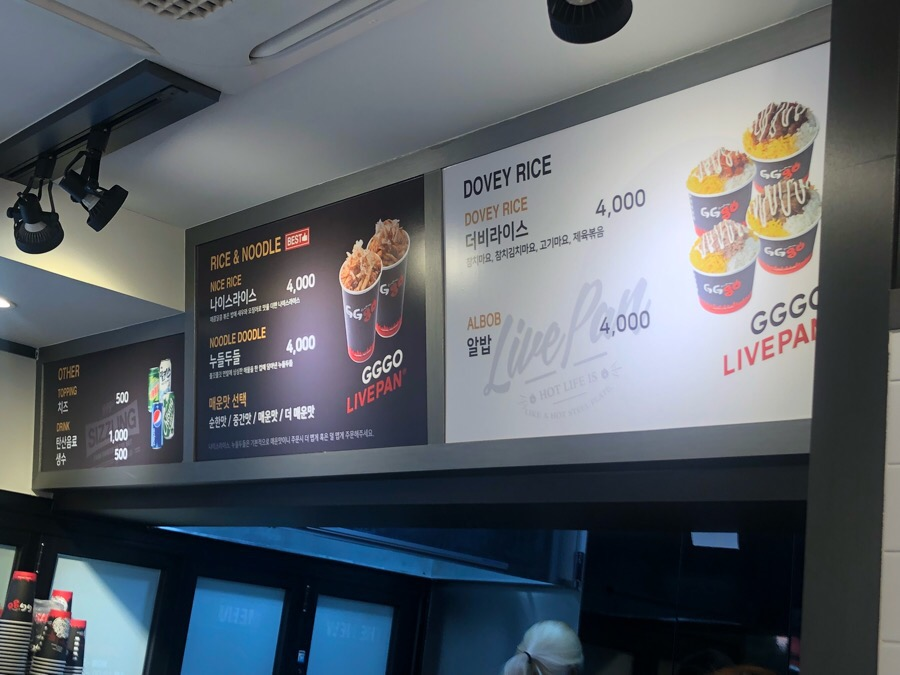 OTHER
TOPPING
치즈 500
DRINK
탄산음료 1,000
생수 500
SIZZLING
RICE & NOODLE BEST
NICE RICE
나이스라이스 4,000
NOODLE DOODLE
누들두들 4,000
매운맛 선택
순한맛 / 중간맛 / 매운맛 / 더 매운맛
GGGO
LIVEPAN
DOVEY RICE
DOVEY RICE
더비라이스 4,000
참치마요, 참치김치마요, 고기마요, 제육볶음
ALBOB
알밥 4,000
Live Pan
HOT LIFE IS
GGGO
LIVEPAN